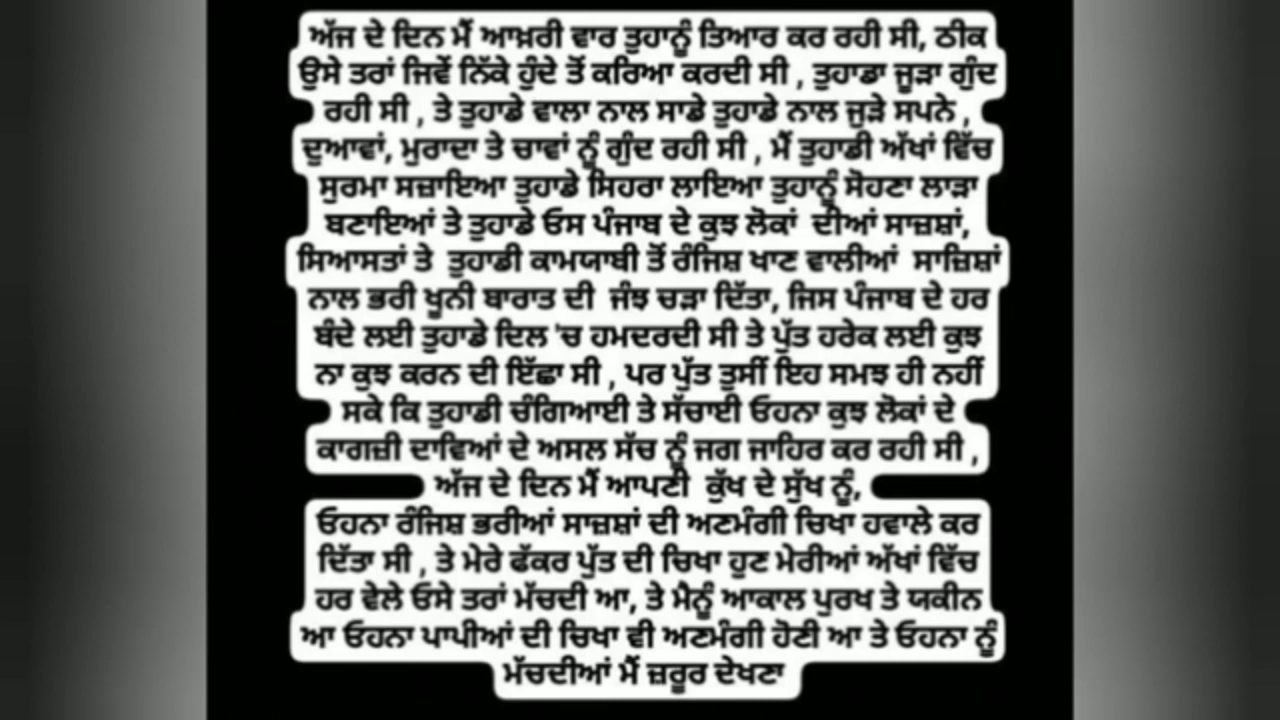 ਅੱਜ ਦੇ ਦਿਨ ਮੈਂ ਆਖ਼ਰੀ ਵਾਰ ਤੁਹਾਨੂੰ ਤਿਆਰ ਕਰ ਰਹੀ ਸੀ, ਠੀਕ
ਉਸੇ ਤਰਾਂ ਜਿਵੇਂ ਨਿੱਕੇ ਹੁੰਦੇ ਤੋਂ ਕਰਿਆ ਕਰਦੀ ਸੀ , ਤੁਹਾਡਾ ਜੂੜਾ ਗੁੰਦ
ਰਹੀ ਸੀ , ਤੇ ਤੁਹਾਡੇ ਵਾਲਾ ਨਾਲ ਸਾਡੇ ਤੁਹਾਡੇ ਨਾਲ ਜੁੜੇ ਸਪਨੇ ,
ਦੁਆਵਾਂ, ਮੁਰਾਦਾ ਤੇ ਚਾਵਾਂ ਨੂੰ ਗੁੰਦ ਰਹੀ ਸੀ , ਮੈਂ ਤੁਹਾਡੀ ਅੱਖਾਂ ਵਿੱਚ
ਸੁਰਮਾ ਸਜ਼ਾਇਆ ਤੁਹਾਡੇ ਸਿਹਰਾ ਲਾਇਆ ਤੁਹਾਨੂੰ ਸੋਹਣਾ ਲਾੜਾ
ਬਣਾਇਆਂ ਤੇ ਤੁਹਾਡੇ ਓਸ ਪੰਜਾਬ ਦੇ ਕੁਝ ਲੋਕਾਂ ਦੀਆਂ ਸਾਜ਼ਸ਼ਾਂ,
ਸਿਆਸਤਾਂ ਤੇ ਤੁਹਾਡੀ ਕਾਮਯਾਬੀ ਤੋਂ ਰੰਜਿਸ਼ ਖਾਣ ਵਾਲੀਆਂ ਸਾਜ਼ਿਸ਼ਾਂ
ਨਾਲ ਭਰੀ ਖੂਨੀ ਬਾਰਾਤ ਦੀ ਜੰਝ ਚੜਾ ਦਿੱਤਾ, ਜਿਸ ਪੰਜਾਬ ਦੇ ਹਰ
ਬੰਦੇ ਲਈ ਤੁਹਾਡੇ ਦਿਲ 'ਚ ਹਮਦਰਦੀ ਸੀ ਤੇ ਪੁੱਤ ਹਰੇਕ ਲਈ ਕੁਝ
ਨਾ ਕੁਝ ਕਰਨ ਦੀ ਇੱਛਾ ਸੀ , ਪਰ ਪੁੱਤ ਤੁਸੀਂ ਇਹ ਸਮਝ ਹੀ ਨਹੀਂ
ਸਕੇ ਕਿ ਤੁਹਾਡੀ ਚੰਗਿਆਈ ਤੇ ਸੱਚਾਈ ਓਹਨਾ ਕੁਝ ਲੋਕਾਂ ਦੇ
ਕਾਗਜ਼ੀ ਦਾਵਿਆਂ ਦੇ ਅਸਲ ਸੱਚ ਨੂੰ ਜਗ ਜਾਹਿਰ ਕਰ ਰਹੀ ਸੀ ,
ਅੱਜ ਦੇ ਦਿਨ ਮੈਂ ਆਪਣੀ ਕੁੱਖ ਦੇ ਸੁੱਖ ਨੂੰ,
ਓਹਨਾ ਰੰਜਿਸ਼ ਭਰੀਆਂ ਸਾਜ਼ਸ਼ਾਂ ਦੀ ਅਣਮੰਗੀ ਚਿਖਾ ਹਵਾਲੇ ਕਰ
ਦਿੱਤਾ ਸੀ , ਤੇ ਮੇਰੇ ਫੱਕਰ ਪੁੱਤ ਦੀ ਚਿਖਾ ਹੁਣ ਮੇਰੀਆਂ ਅੱਖਾਂ ਵਿੱਚ
ਹਰ ਵੇਲੇ ਓਸੇ ਤਰਾਂ ਮੱਚਦੀ ਆ, ਤੇ ਮੈਨੂੰ ਆਕਾਲ ਪੁਰਖ ਤੇ ਯਕੀਨ
ਆ ਓਹਨਾ ਪਾਪੀਆਂ ਦੀ ਚਿਖਾ ਵੀ ਅਣਮੰਗੀ ਹੋਣੀ ਆ ਤੇ ਓਹਨਾ ਨੂੰ
ਮੱਚਦੀਆਂ ਮੈਂ ਜ਼ਰੂਰ ਦੇਖਣਾ